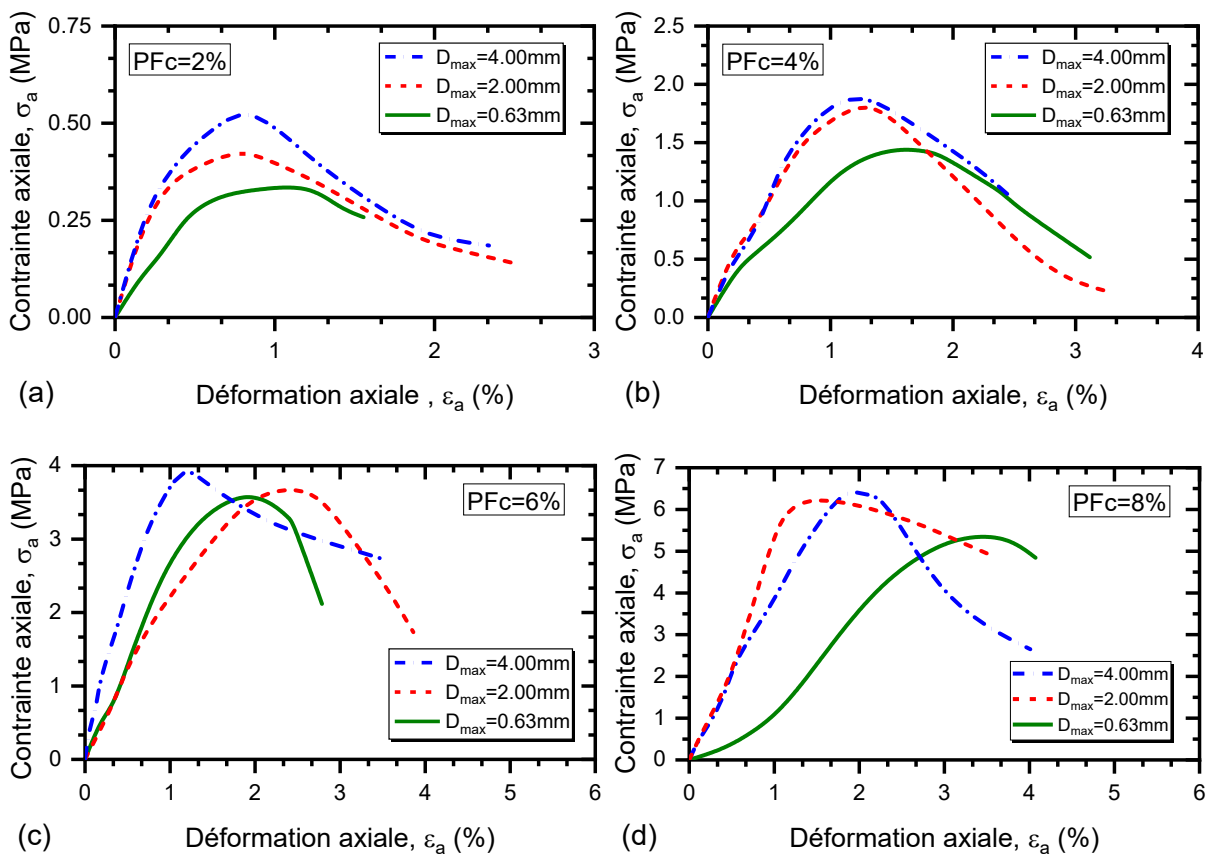 0.75
0.50
0.25
0.00
Contrainte axiale, σa (MPa)
PFc=2%
Dmax=4.00mm
Dmax=2.00mm
Dmax=0.63mm
0 1 2 3
(a) Déformation axiale , εa (%)
2.5
2.0
1.5
1.0
0.5
0.0
Contrainte axiale, σa (MPa)
PFc=4%
Dmax=4.00mm
Dmax=2.00mm
Dmax=0.63mm
0 1 2 3 4
(b) Déformation axiale, εa (%)
4
3
2
1
0
Contrainte axiale, σa (MPa)
PFc=6%
Dmax=4.00mm
Dmax=2.00mm
Dmax=0.63mm
0 1 2 3 4 5 6
(c) Déformation axiale, εa (%)
7
6
5
4
3
2
1
0
Contrainte axiale, σa (MPa)
PFc=8%
Dmax=4.00mm
Dmax=2.00mm
Dmax=0.63mm
0 1 2 3 4 5 6
(d) Déformation axiale, εa (%)